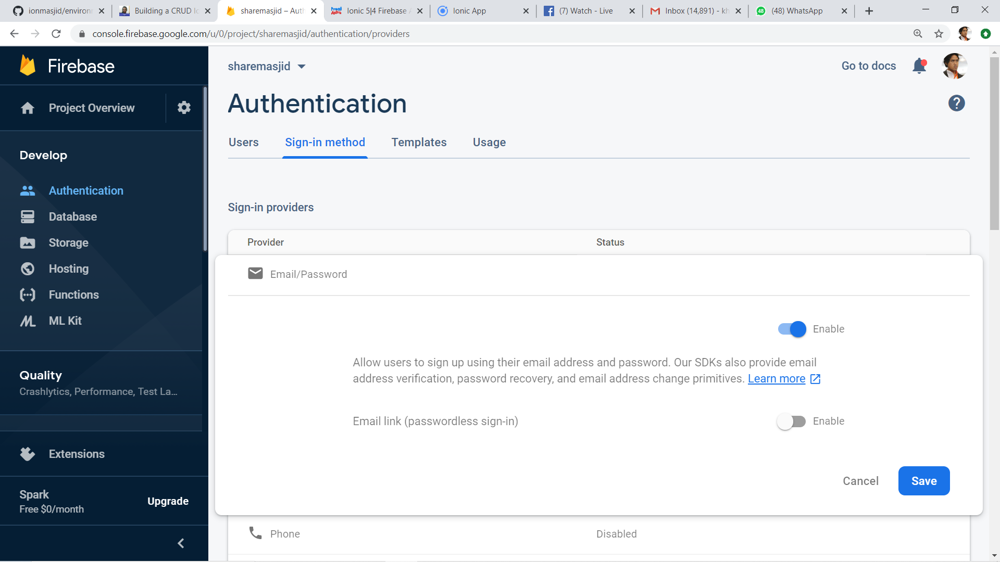 ionmasjid/environ
Building a CRUD Io
sharemasjid – Auth
Ionic 5|4 Firebase A
Ionic App
(7) Watch - Live
Inbox (14,891) - kh
48
(48) WhatsApp
console.firebase.google.com/u/0/project/sharemasjid/authentication/providers
Firebase
Project Overview
Develop
Authentication
Database
Storage
Hosting
Functions
ML Kit
Quality
Crashlytics, Performance, Test La...
Extensions
Spark
Free $0/month
Upgrade
sharemasjid
Go to docs
Authentication
Users
Sign-in method
Templates
Usage
Sign-in providers
Provider
Status
Email/Password
Enable
Allow users to sign up using their email address and password. Our SDKs also provide email
address verification, password recovery, and email address change primitives. Learn more
Email link (passwordless sign-in)
Enable
Cancel
Save
Phone
Disabled